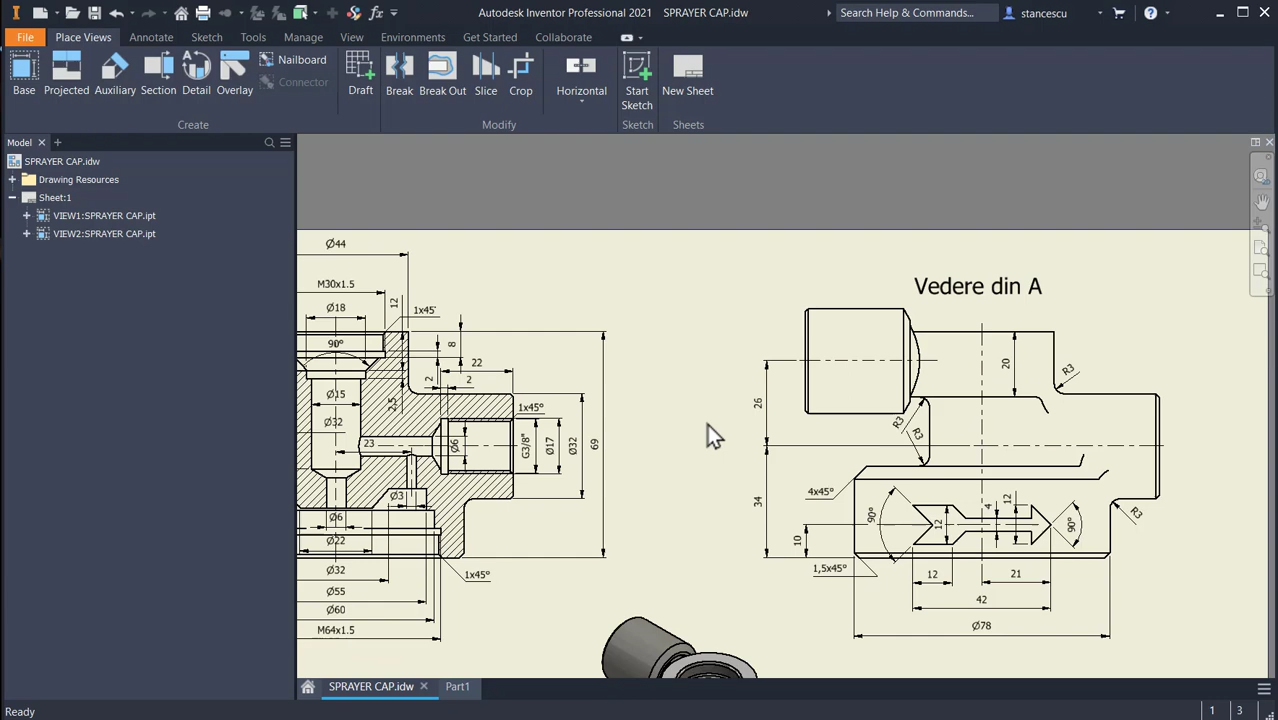 Autodesk Inventor Professional 2021 SPRAYER CAP.idw
Search Help & Commands...
stancescu
File Place Views Annotate Sketch Tools Manage View Environments Get Started Collaborate
Base Projected Auxiliary Section Detail Overlay
Nailboard
Connector
Draft
Break Break Out Slice Crop
Horizontal
Start
Sketch
New Sheet
Create Modify Sketch Sheets
Model
SPRAYER CAP.idw
Drawing Resources
Sheet:1
VIEW1:SPRAYER CAP.ipt
VIEW2:SPRAYER CAP.ipt
Ø44
M30x1.5
Ø18
90°
12
1x45°
8
22
2
2
2,5
Ø15
Ø32
23
1x45°
Ø6
G3/8"
Ø17
Ø32
69
Ø3
Ø6
Ø22
1x45°
Ø32
Ø55
Ø60
M64x1.5
Vedere din A
20
R3
26
R3
R3
34
4x45°
90°
12
4
12
90°
R3
10
1,5x45°
12
21
42
Ø78
SPRAYER CAP.idw Part1
Ready
1 3